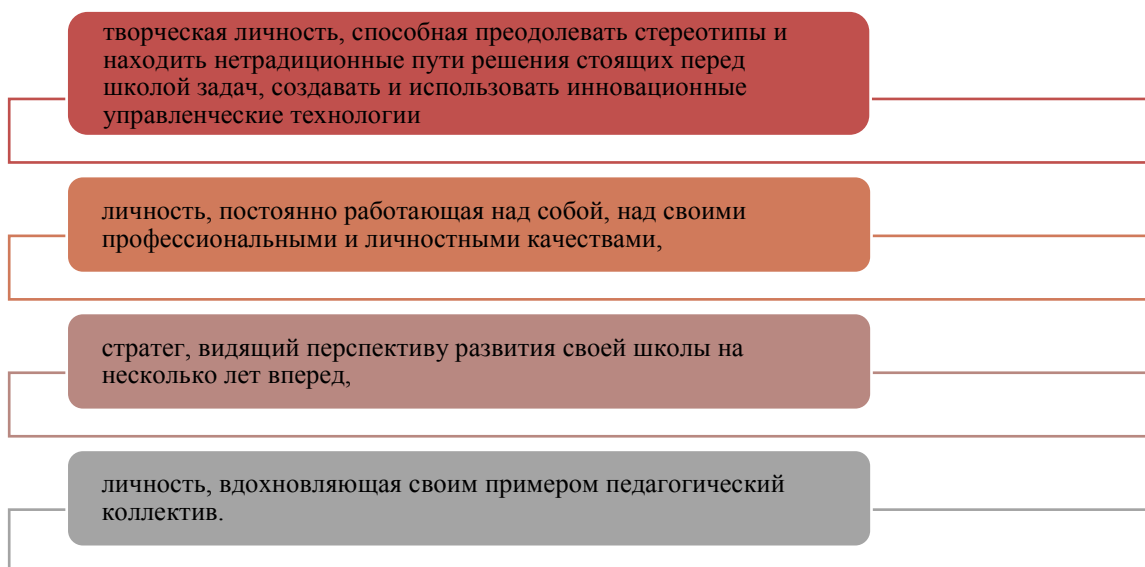 творческая личность, способная преодолевать стереотипы и
находить нетрадиционные пути решения стоящих перед
школой задач, создавать и использовать инновационные
управленческие технологии
личность, постоянно работающая над собой, над своими
профессиональными и личностными качествами,
стратег, видящий перспективу развития своей школы на
несколько лет вперед,
личность, вдохновляющая своим примером педагогический
коллектив.